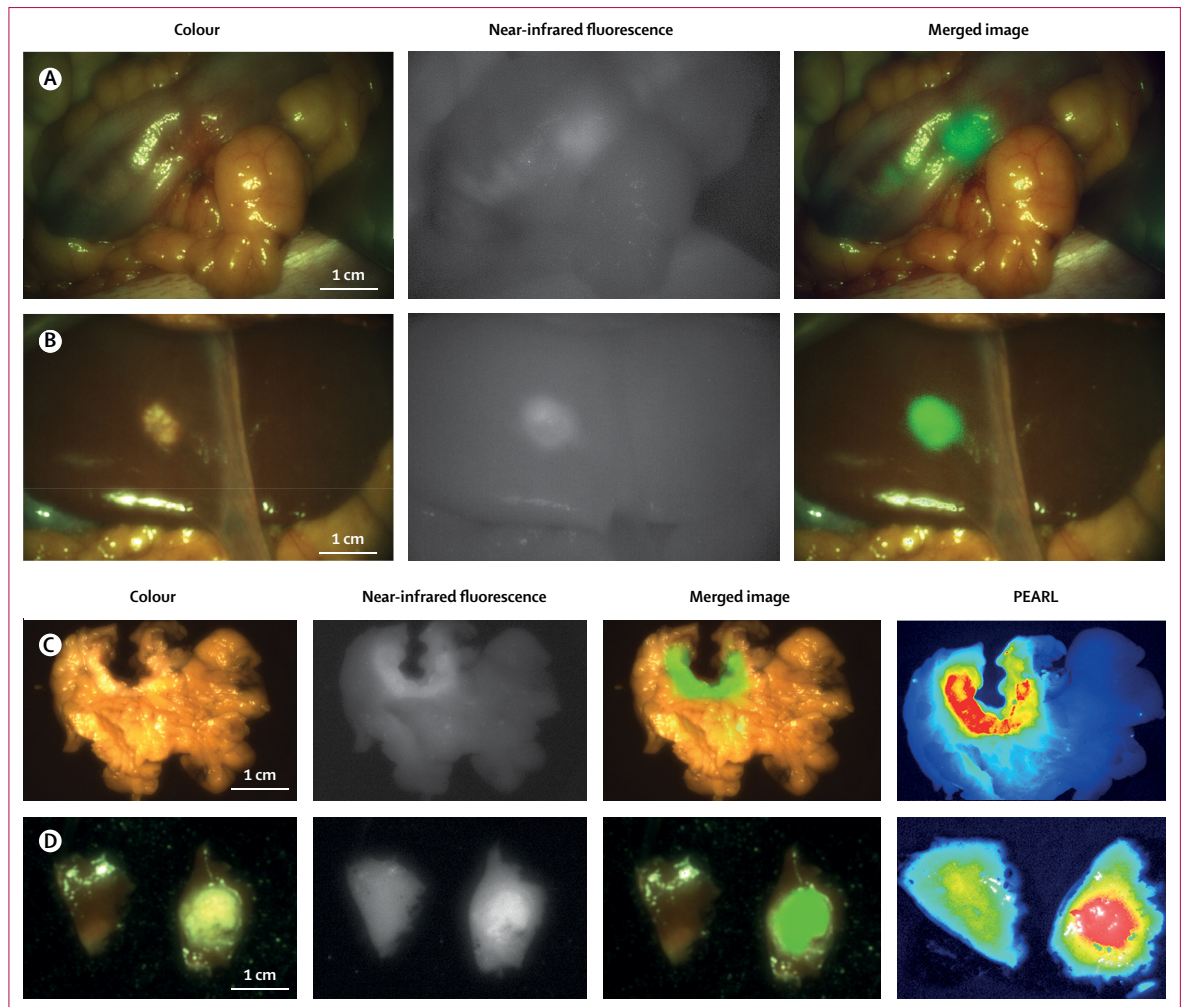 Colour
Near-infrared fluorescence
Merged image
A
1 cm
B
1 cm
Colour
Near-infrared fluorescence
Merged image
PEARL
C
1 cm
D
1 cm